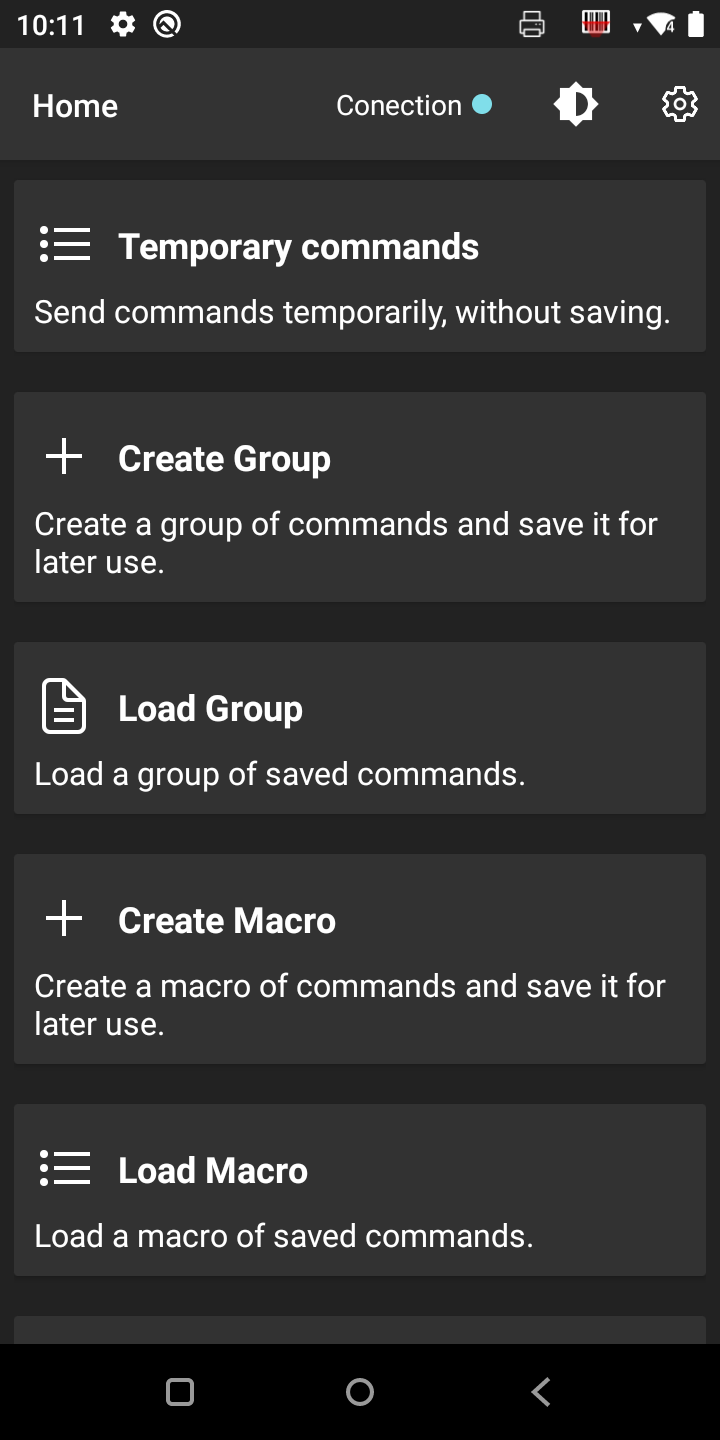 10:11
4
Home
Conection
Temporary commands
Send commands temporarily, without saving.
Create Group
Create a group of commands and save it for
later use.
Load Group
Load a group of saved commands.
Create Macro
Create a macro of commands and save it for
later use.
Load Macro
Load a macro of saved commands.